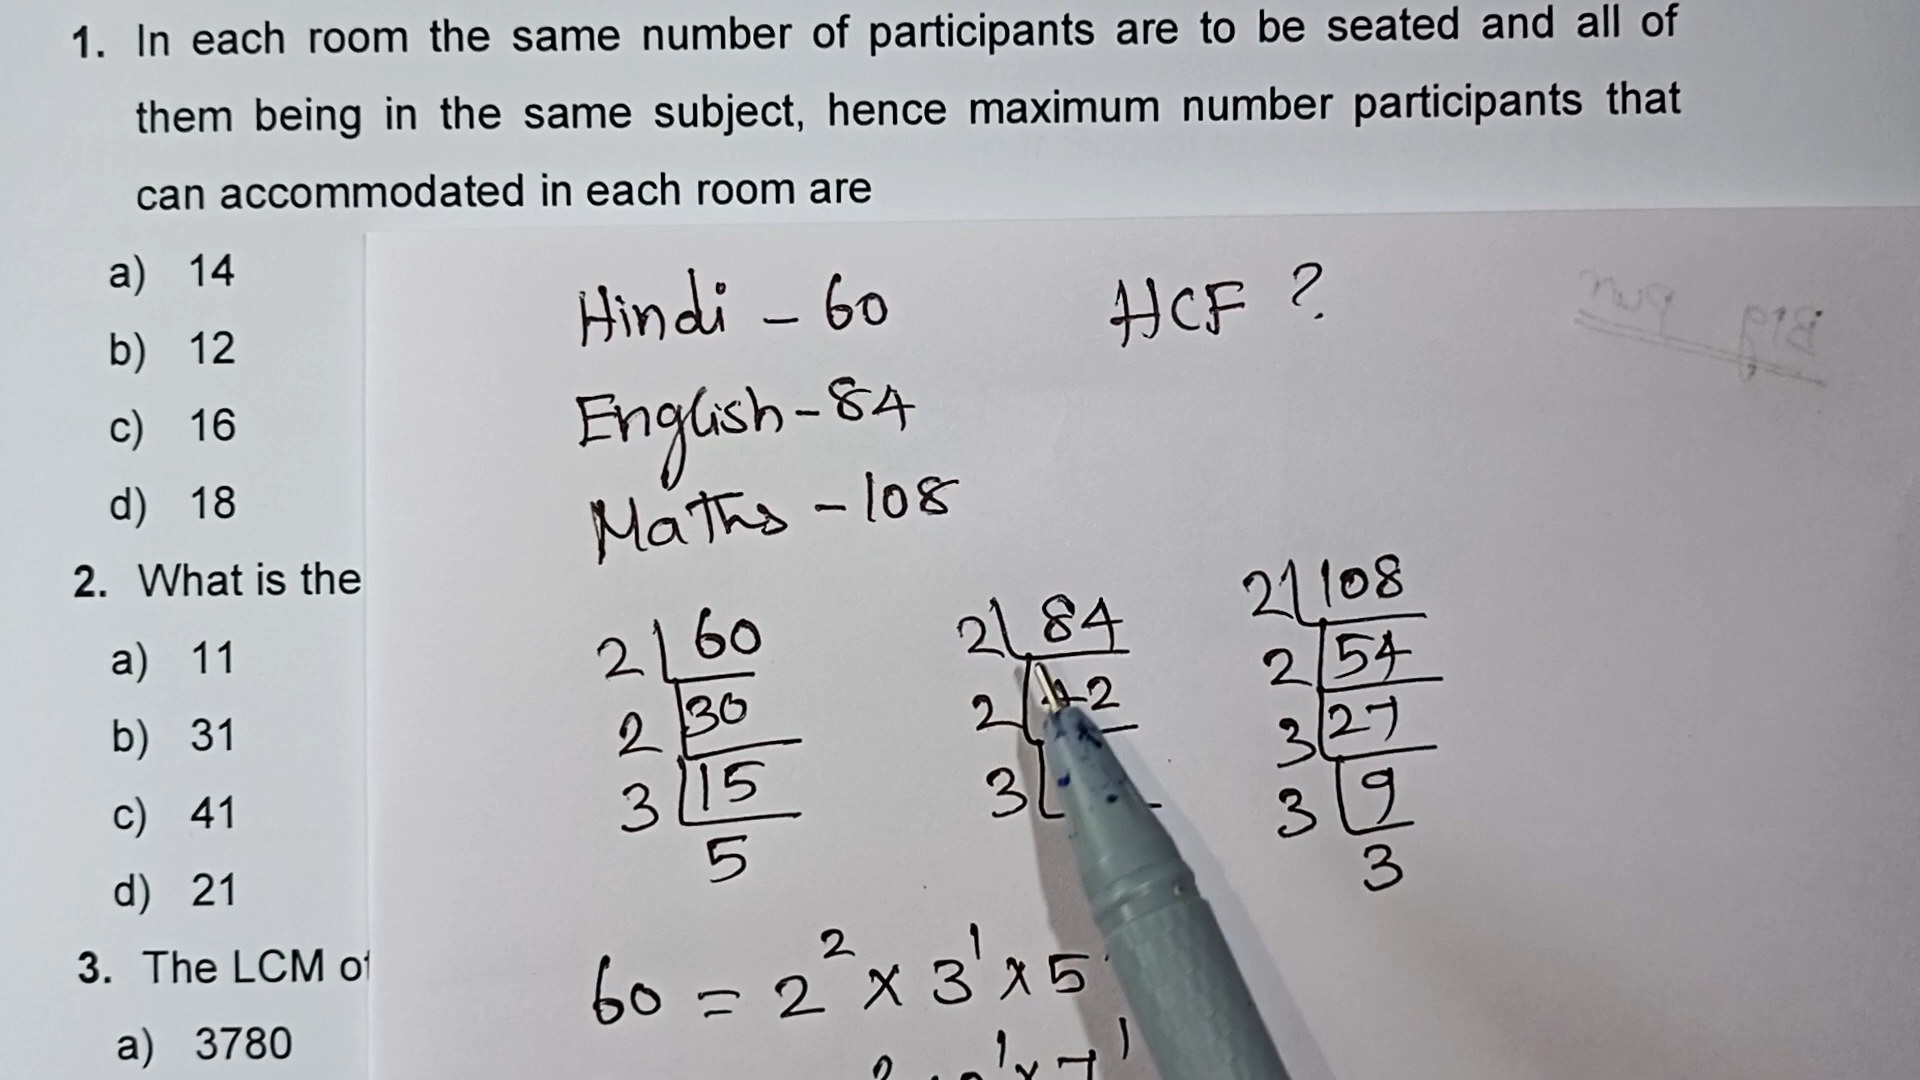 1. In each room the same number of participants are to be seated and all of
them being in the same subject, hence maximum number participants that
can accommodated in each room are
a) 14
b) 12
c) 16
d) 18
Hindi - 60
HCF ?
English - 84
Maths - 108
2. What is the
a) 11
b) 31
c) 41
d) 21
3. The LCM
a) 3780
2 60
2 30
3 15
5
2 84
2 42
3
2 108
2 54
3 27
3 9
3
60 = 2² × 3¹ × 5
¹ × 7¹